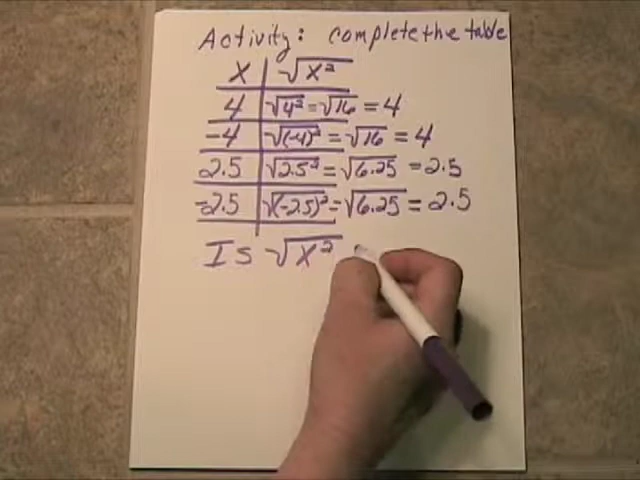 Activity: complete the table
x √x²
4 √4² = √16 = 4
-4 √(-4)² = √16 = 4
2.5 √2.5² = √6.25 = 2.5
-2.5 √(-2.5)² = √6.25 = 2.5
Is √x²